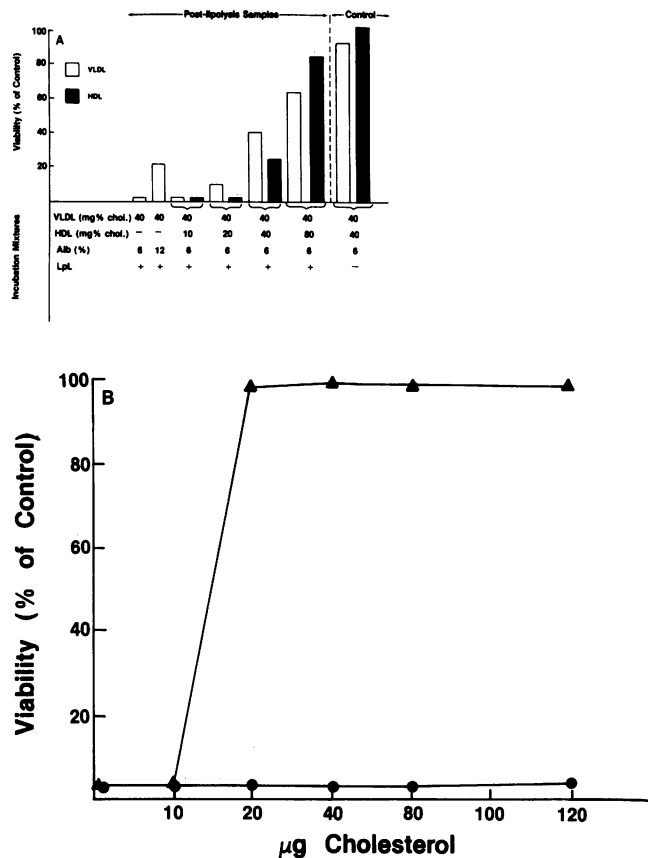 Post-lipolysis Samples Control
A
VLDL
HDL
Viability (% of Control)
100
80
60
40
20
Incubation Mixtures
VLDL (mg% chol.) 40 40 40 40 40 40 40
HDL (mg% chol.) – – 10 20 40 80 40
Alb (%) 6 12 6 6 6 6 6
LpL + + + + + + –
B
Viability (% of Control)
100
80
60
40
20
10 20 40 80 100 120
μg Cholesterol